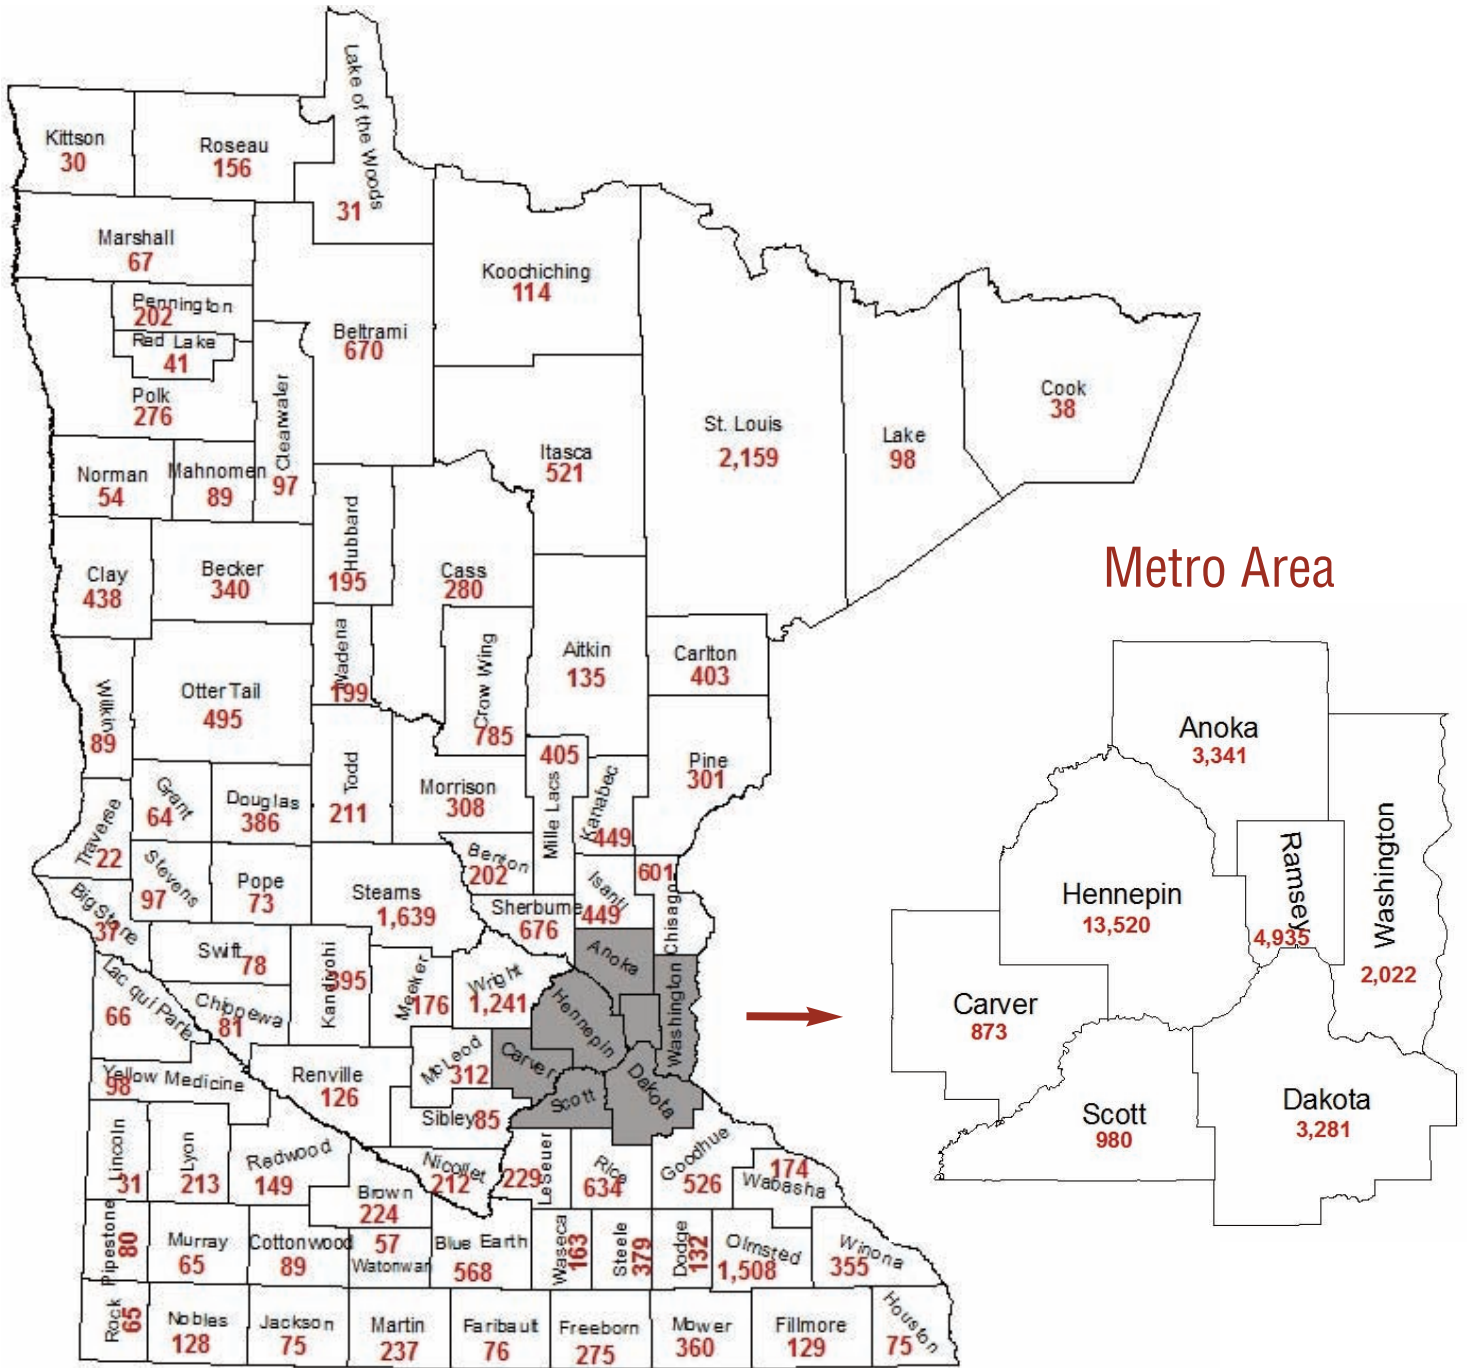 Kittson
30
Roseau
156
Lake of the Woods
31
Marshall
67
Koochiching
114
Pennington
202
Red Lake
41
Polk
276
Beltrami
670
Clearwater
97
Cook
38
St. Louis
2,159
Lake
98
Itasca
521
Norman
54
Mahnomen
89
Hubbard
195
Cass
280
Clay
438
Becker
340
Wadena
199
Crow Wing
785
Aitkin
135
Carlton
403
Wilkin
89
Otter Tail
495
405
Mille Lacs
Pine
301
Kanabec
449
Todd
211
Morrison
308
Grant
64
Douglas
386
Traverse
22
Stevens
97
Pope
73
Stearns
1,639
Benton
202
Isanti
449
601
Chisago
Sherburne
676
Big Stone
37
Swift
78
Kandiyohi
395
Meeker
176
Wright
1,241
Anoka
Hennepin
Washington
Lac qui Parle
66
Chippewa
81
McLeod
312
Carver
Scott
Dakota
Yellow Medicine
98
Renville
126
Sibley
85
Lincoln
31
Lyon
213
Redwood
149
Nicollet
212
229
LeSeuer
Rice
634
Goodhue
526
174
Wabasha
Brown
224
Pipestone
80
Murray
65
Cottonwood
89
57
Watonwan
Blue Earth
568
Waseca
163
Steele
379
Dodge
132
Olmsted
1,508
Winona
355
Rock
65
Nobles
128
Jackson
75
Martin
237
Faribault
76
Freeborn
275
Mower
360
Fillmore
129
Houston
75
Metro Area
Anoka
3,341
Hennepin
13,520
Ramsey
4,935
Washington
2,022
Carver
873
Scott
980
Dakota
3,281